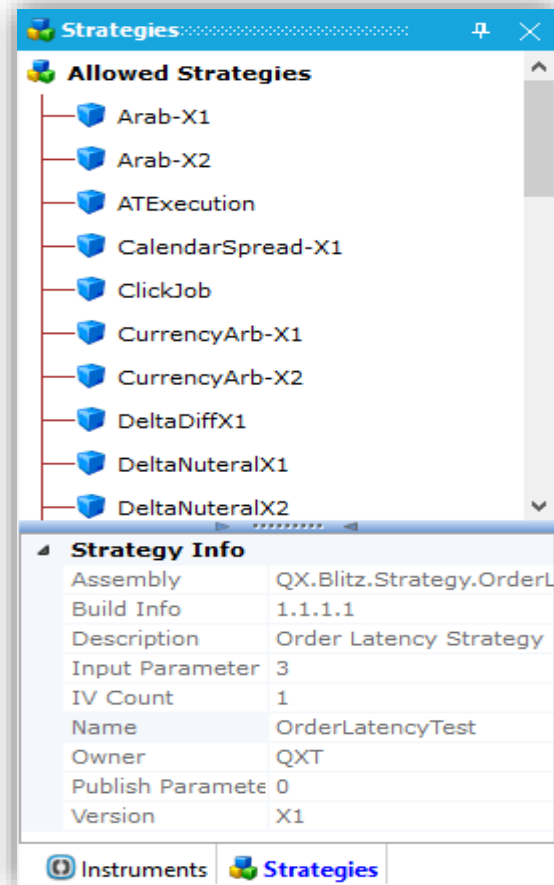 Strategies
Allowed Strategies
Arab-X1
Arab-X2
ATExecution
CalendarSpread-X1
ClickJob
CurrencyArb-X1
CurrencyArb-X2
DeltaDiffX1
DeltaNuteralX1
DeltaNuteralX2
Strategy Info
Assembly QX.Blitz.Strategy.OrderL
Build Info 1.1.1.1
Description Order Latency Strategy
Input Parameter 3
IV Count 1
Name OrderLatencyTest
Owner QXT
Publish Paramete 0
Version X1
Instruments Strategies